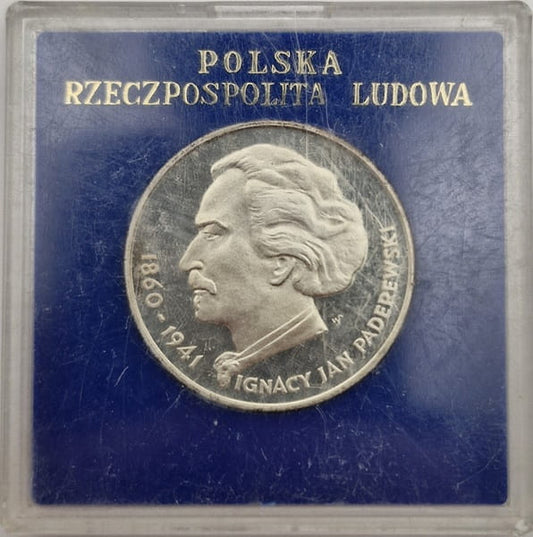 POLSKA
RZECZPOSPOLITA LUDOWA
1860-1941
IGNACY JAN PADEREWSKI